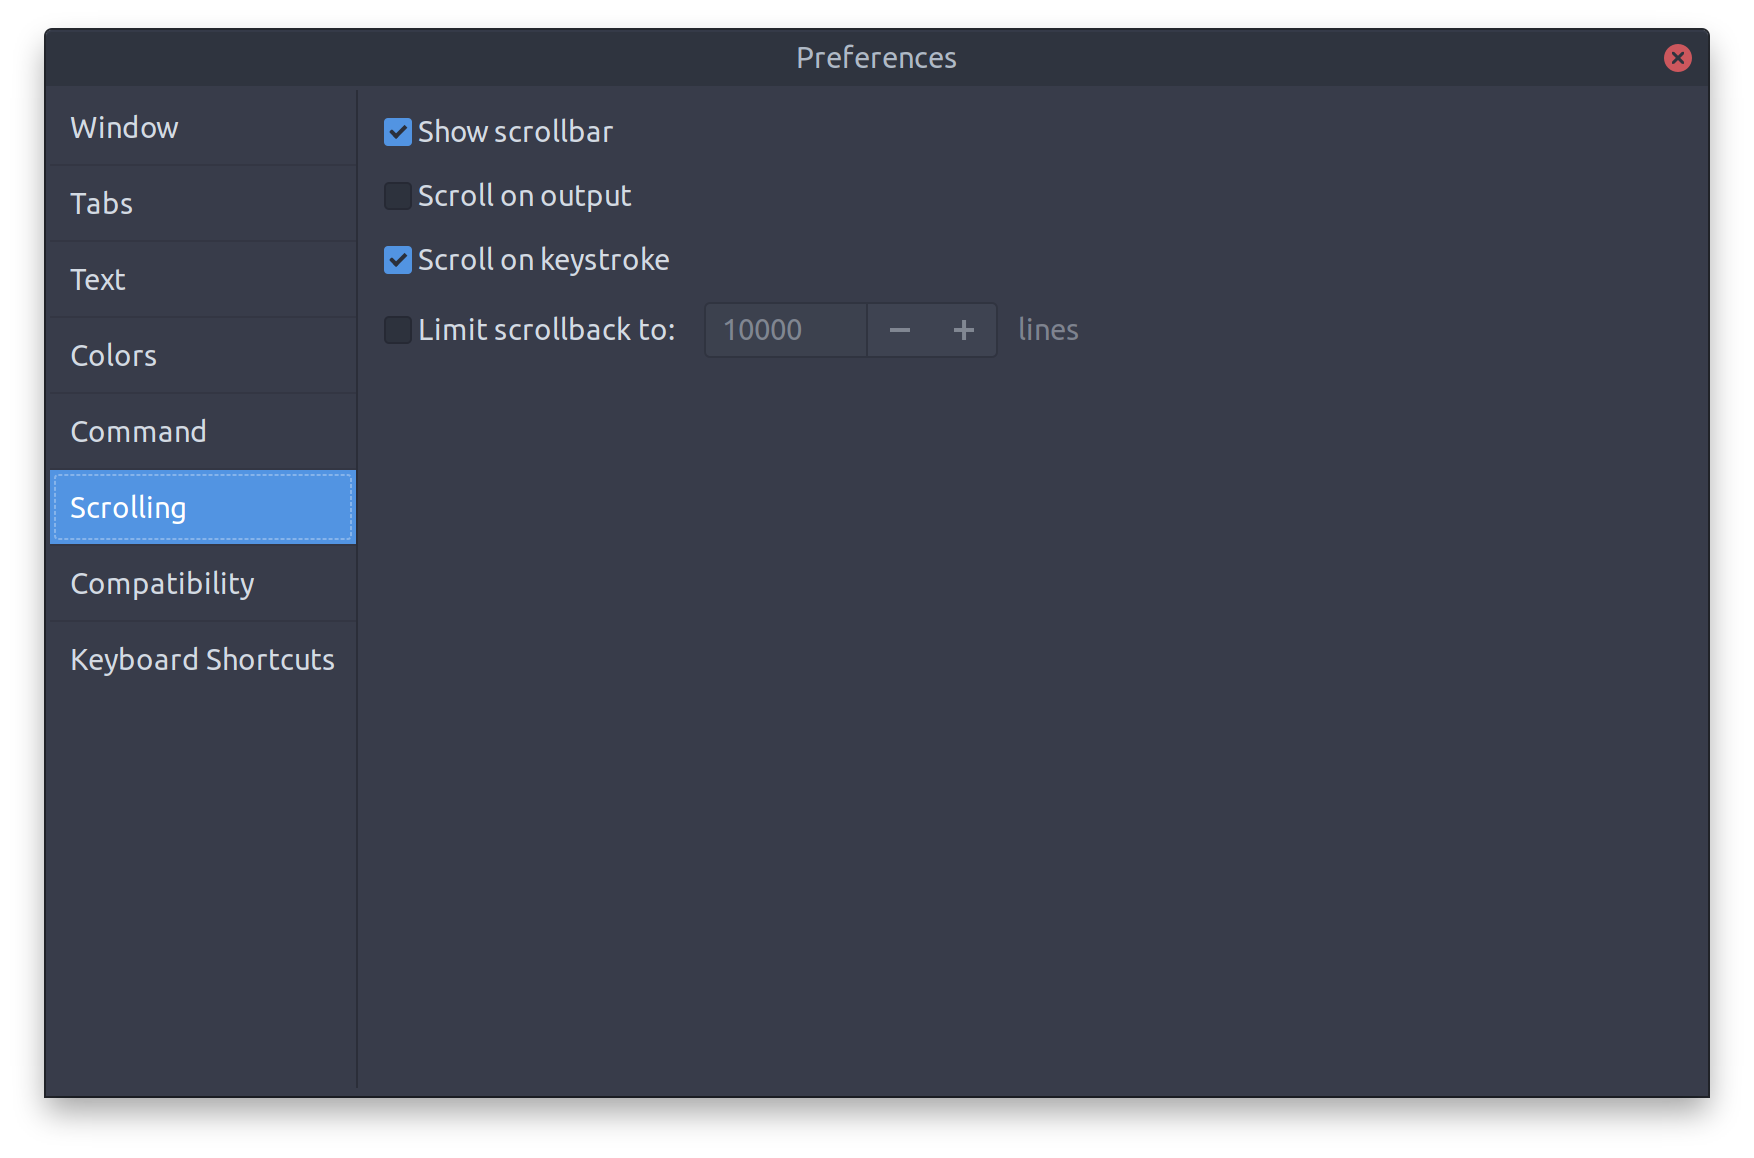 Preferences
Window
Tabs
Text
Colors
Command
Scrolling
Compatibility
Keyboard Shortcuts
Show scrollbar
Scroll on output
Scroll on keystroke
Limit scrollback to: 10000 − + lines